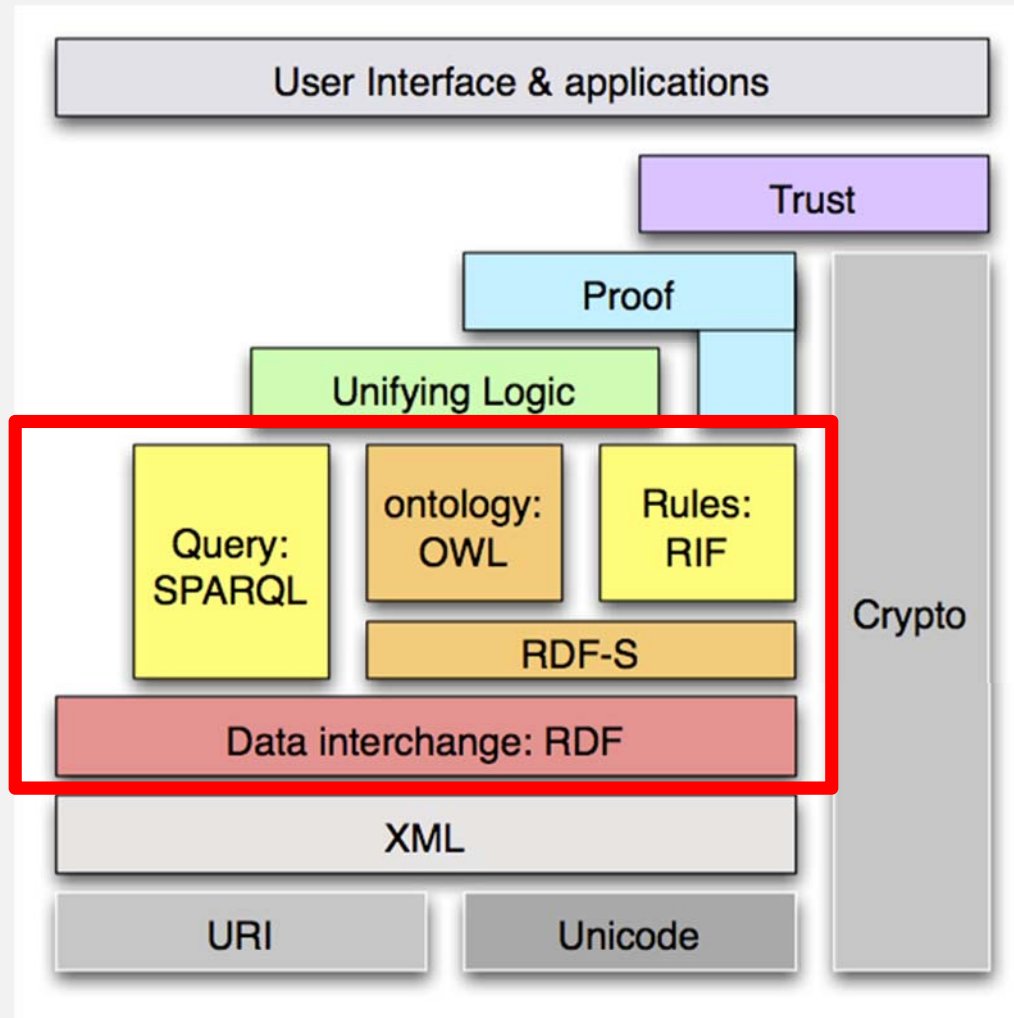 User Interface & applications
Trust
Proof
Unifying Logic
Query:
SPARQL
ontology:
OWL
Rules:
RIF
Crypto
RDF-S
Data interchange: RDF
XML
URI
Unicode